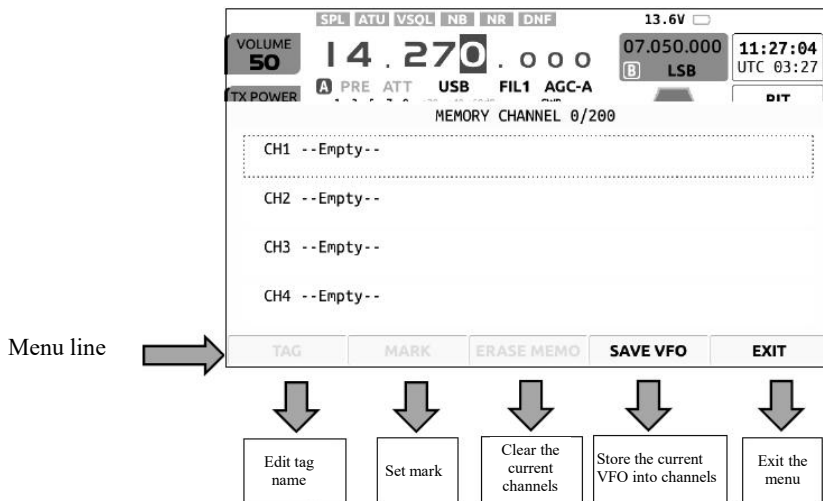 SPL ATU VSQL NB NR DNF 13.6V
VOLUME 50
14.270.000
07.050.000
B LSB
11:27:04
UTC 03:27
A PRE ATT USB FIL1 AGC-A
TX POWER
RIT
MEMORY CHANNEL 0/200
CH1 --Empty--
CH2 --Empty--
CH3 --Empty--
CH4 --Empty--
Menu line
TAG MARK ERASE MEMO SAVE VFO EXIT
Edit tag
name
Set mark
Clear the
current
channels
Store the current
VFO into channels
Exit the
menu